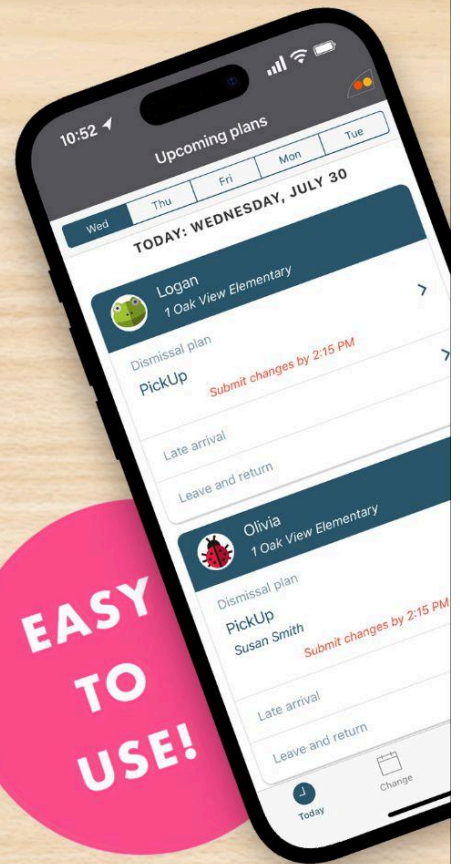 10:52
Upcoming plans
Wed Thu Fri Mon Tue
TODAY: WEDNESDAY, JULY 30
Logan
1 Oak View Elementary
Dismissal plan
PickUp
Submit changes by 2:15 PM
Late arrival
Leave and return
Olivia
1 Oak View Elementary
Dismissal plan
PickUp
Susan Smith
Submit changes by 2:15 PM
Late arrival
Leave and return
Today
Change
EASY
TO
USE!